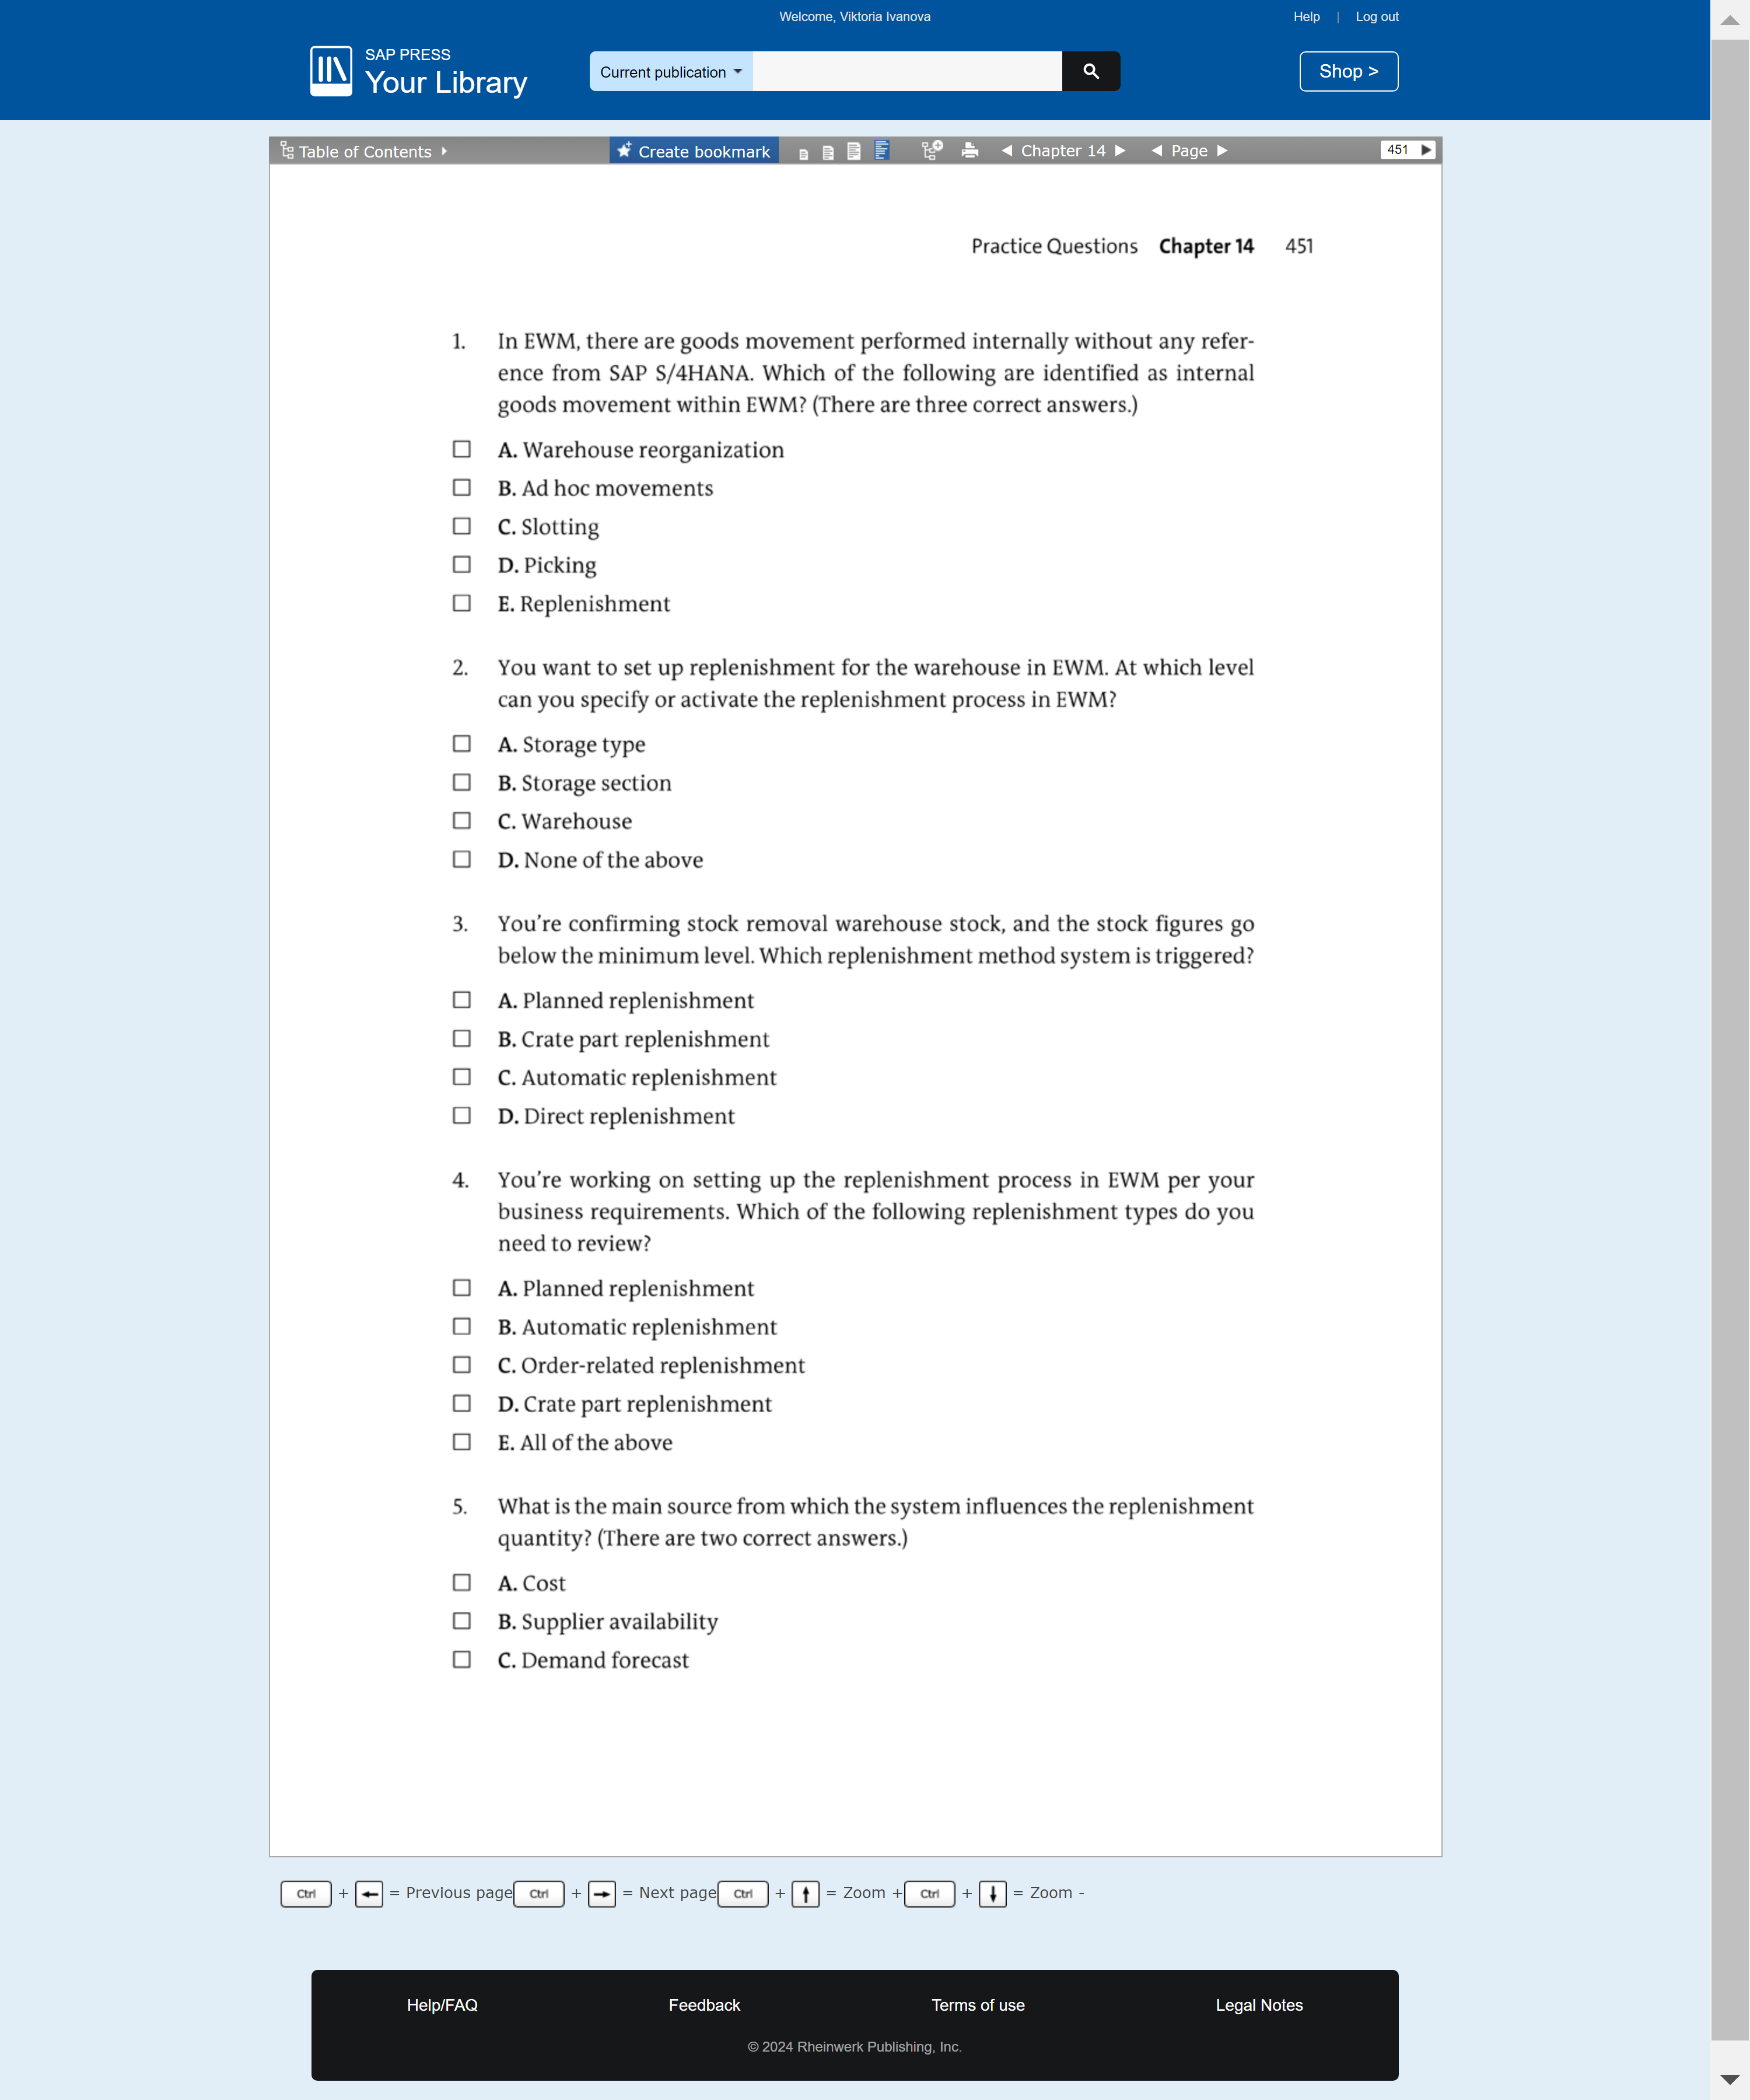 Welcome, Viktoria Ivanova
Help | Log out
SAP PRESS
Your Library
Current publication
Shop >
Table of Contents
Create bookmark
Chapter 14
Page
451
Practice Questions Chapter 14 451
1. In EWM, there are goods movement performed internally without any refer-
ence from SAP S/4HANA. Which of the following are identified as internal
goods movement within EWM? (There are three correct answers.)
A. Warehouse reorganization
B. Ad hoc movements
C. Slotting
D. Picking
E. Replenishment
2. You want to set up replenishment for the warehouse in EWM. At which level
can you specify or activate the replenishment process in EWM?
A. Storage type
B. Storage section
C. Warehouse
D. None of the above
3. You're confirming stock removal warehouse stock, and the stock figures go
below the minimum level. Which replenishment method system is triggered?
A. Planned replenishment
B. Crate part replenishment
C. Automatic replenishment
D. Direct replenishment
4. You're working on setting up the replenishment process in EWM per your
business requirements. Which of the following replenishment types do you
need to review?
A. Planned replenishment
B. Automatic replenishment
C. Order-related replenishment
D. Crate part replenishment
E. All of the above
5. What is the main source from which the system influences the replenishment
quantity? (There are two correct answers.)
A. Cost
B. Supplier availability
C. Demand forecast
Ctrl + ← = Previous page Ctrl + → = Next page Ctrl + ↑ = Zoom + Ctrl + ↓ = Zoom -
Help/FAQ
Feedback
Terms of use
Legal Notes
© 2024 Rheinwerk Publishing, Inc.